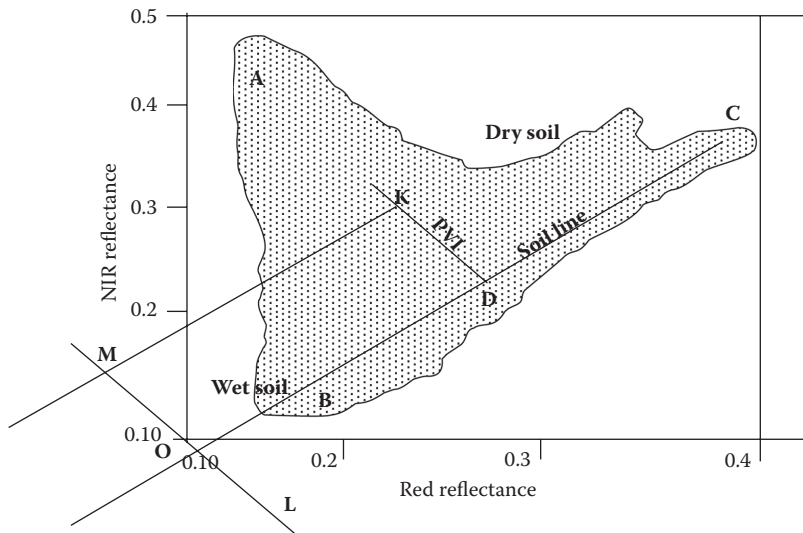 0.5
A
C
0.4
Dry soil
K
0.3
NIR reflectance
PVI
Soil line
D
0.2
M
Wet soil
B
0.10
O
0.10
0.2
0.3
0.4
Red reflectance
L